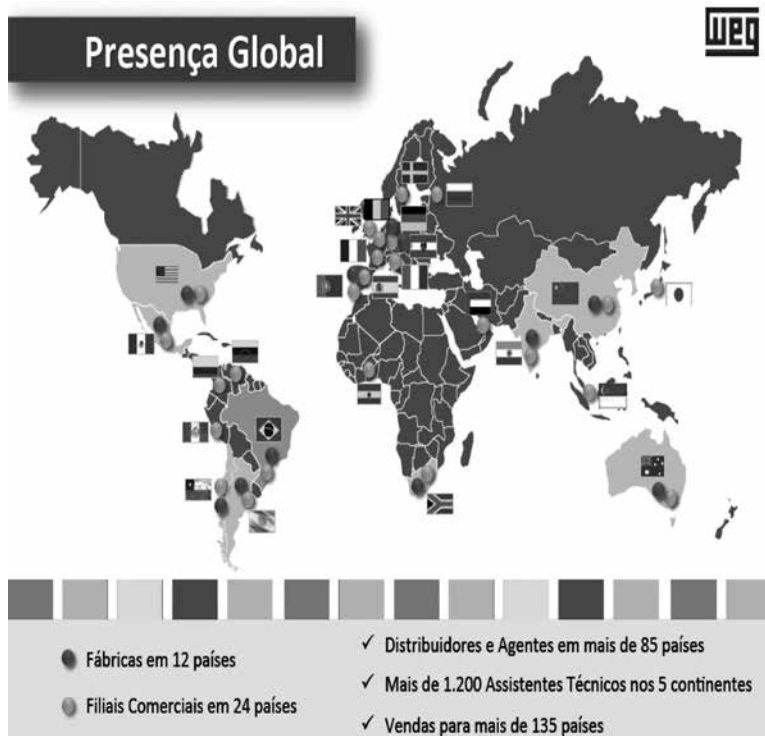 Presença Global
weg
Fábricas em 12 países
Filiais Comerciais em 24 países
✓ Distribuidores e Agentes em mais de 85 países
✓ Mais de 1.200 Assistentes Técnicos nos 5 continentes
✓ Vendas para mais de 135 países